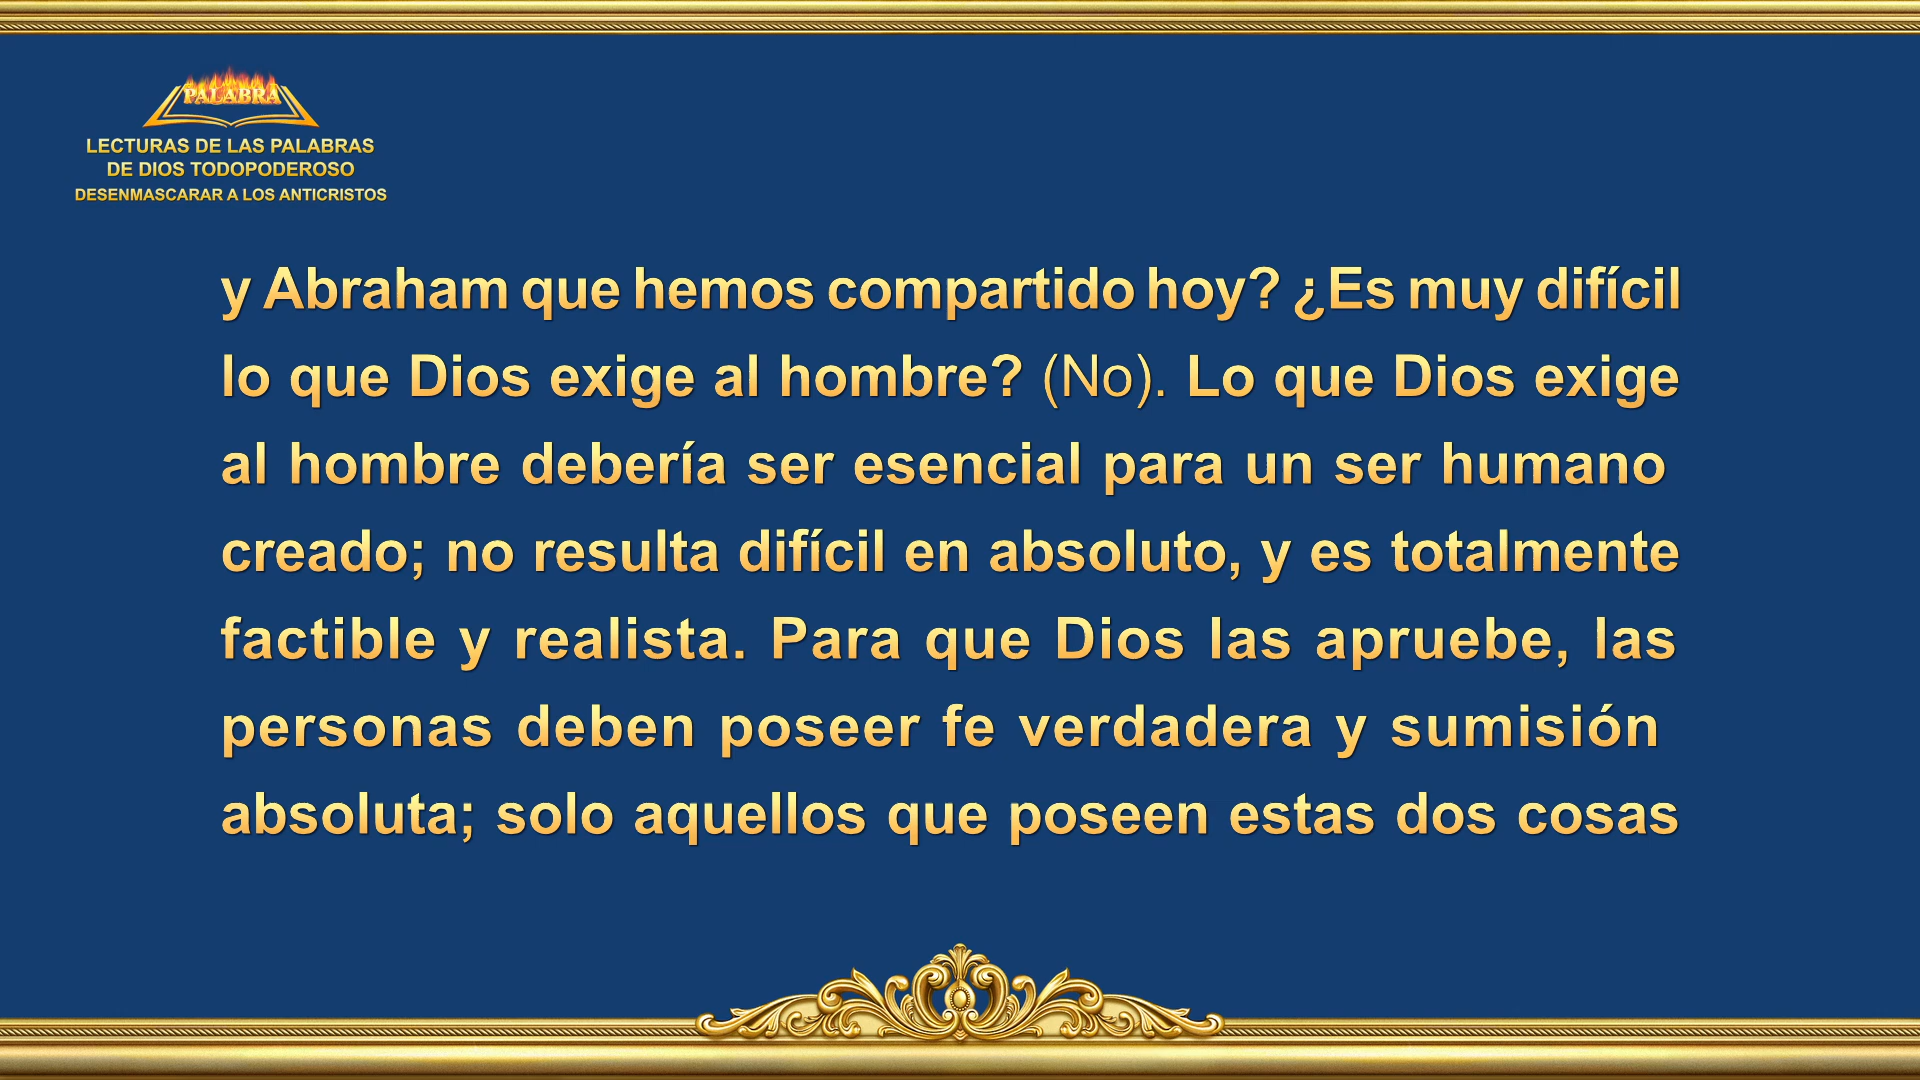 PALABRA
LECTURAS DE LAS PALABRAS
DE DIOS TODOPODEROSO
DESENMASCARAR A LOS ANTICRISTOS
y Abraham que hemos compartido hoy? ¿Es muy difícil
lo que Dios exige al hombre? (No). Lo que Dios exige
al hombre debería ser esencial para un ser humano
creado; no resulta difícil en absoluto, y es totalmente
factible y realista. Para que Dios las apruebe, las
personas deben poseer fe verdadera y sumisión
absoluta; solo aquellos que poseen estas dos cosas